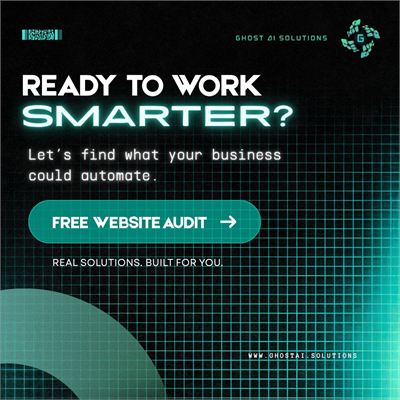 GHOST AI SOLUTIONS
G
READY TO WORK
SMARTER?
Let's find what your business
could automate.
FREE WEBSITE AUDIT
REAL SOLUTIONS. BUILT FOR YOU.
WWW.GHOSTAI.SOLUTIONS